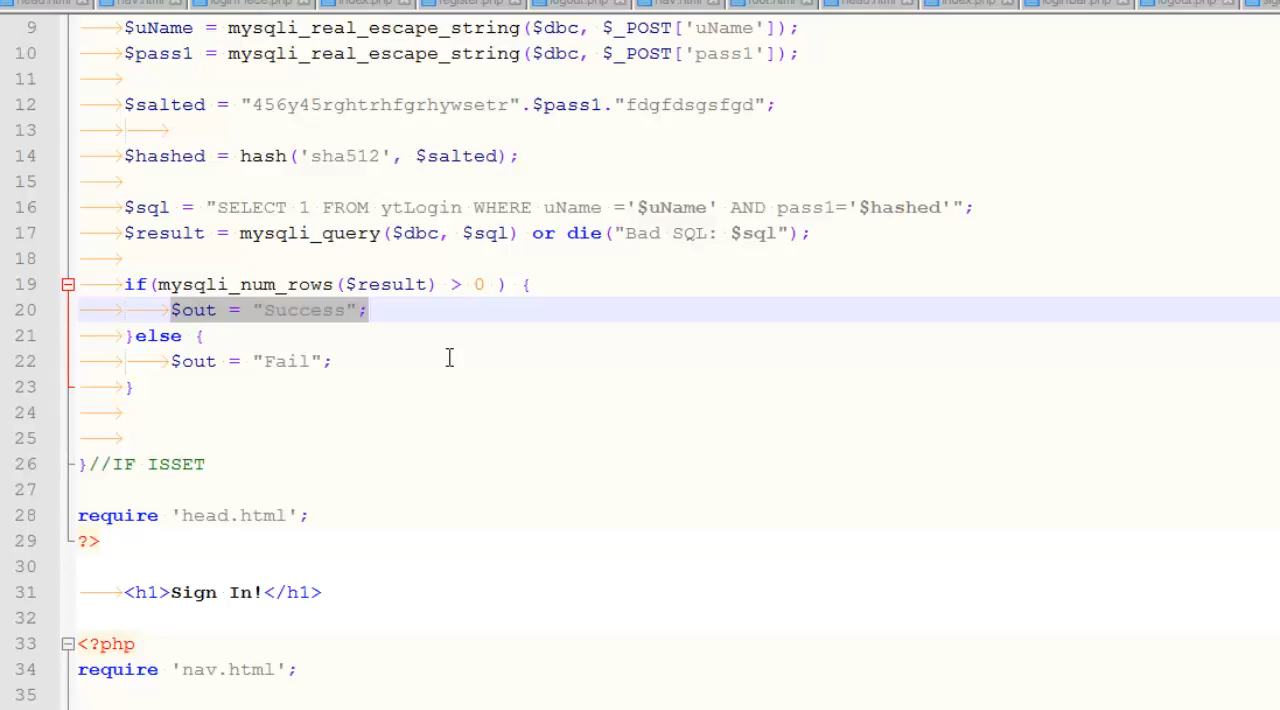 9 $uName = mysqli_real_escape_string($dbc, $_POST['uName']);
10 $pass1 = mysqli_real_escape_string($dbc, $_POST['pass1']);
11
12 $salted = "456y45rghtrhfgrhywsetr".$pass1."fdgfdsgsfgd";
13
14 $hashed = hash('sha512', $salted);
15
16 $sql = "SELECT 1 FROM ytLogin WHERE uName ='$uName' AND pass1='$hashed'";
17 $result = mysqli_query($dbc, $sql) or die("Bad SQL: $sql");
18
19 if(mysqli_num_rows($result) > 0 ) {
20 $out = "Success";
21 }else {
22 $out = "Fail";
23 }
24
25
26 }//IF ISSET
27
28 require 'head.html';
29 ?>
30
31 <h1>Sign In!</h1>
32
33 <?php
34 require 'nav.html';
35